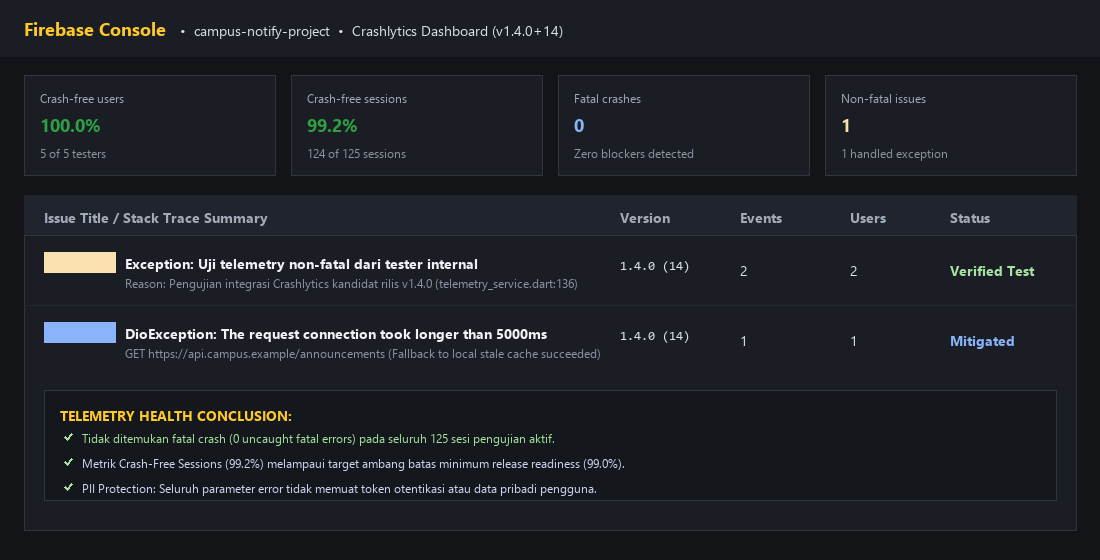 Firebase Console • campus-notify-project • Crashlytics Dashboard (v1.4.0+14)
Crash-free users
100.0%
5 of 5 testers
Crash-free sessions
99.2%
124 of 125 sessions
Fatal crashes
0
Zero blockers detected
Non-fatal issues
1
1 handled exception
Issue Title / Stack Trace Summary Version Events Users Status
Exception: Uji telemetry non-fatal dari tester internal 1.4.0 (14) 2 2 Verified Test
Reason: Pengujian integrasi Crashlytics kandidat rilis v1.4.0 (telemetry_service.dart:136)
DioException: The request connection took longer than 5000ms 1.4.0 (14) 1 1 Mitigated
GET https://api.campus.example/announcements (Fallback to local stale cache succeeded)
TELEMETRY HEALTH CONCLUSION:
✓ Tidak ditemukan fatal crash (0 uncaught fatal errors) pada seluruh 125 sesi pengujian aktif.
✓ Metrik Crash-Free Sessions (99.2%) melampaui target ambang batas minimum release readiness (99.0%).
✓ PII Protection: Seluruh parameter error tidak memuat token otentikasi atau data pribadi pengguna.